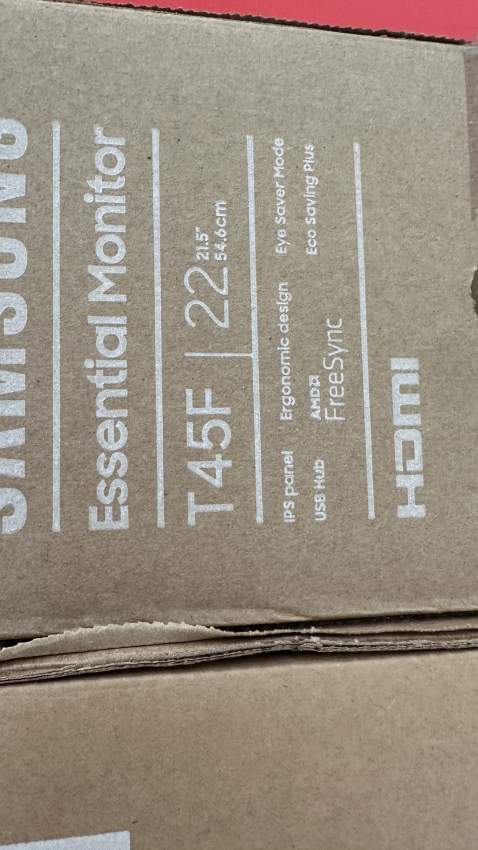 SAMSUNG
Essential Monitor
T45F | 22 21.5"
54.6cm
IPS panel Ergonomic design Eye Saver Mode
USB Hub AMD FreeSync Eco Saving Plus
HDMI